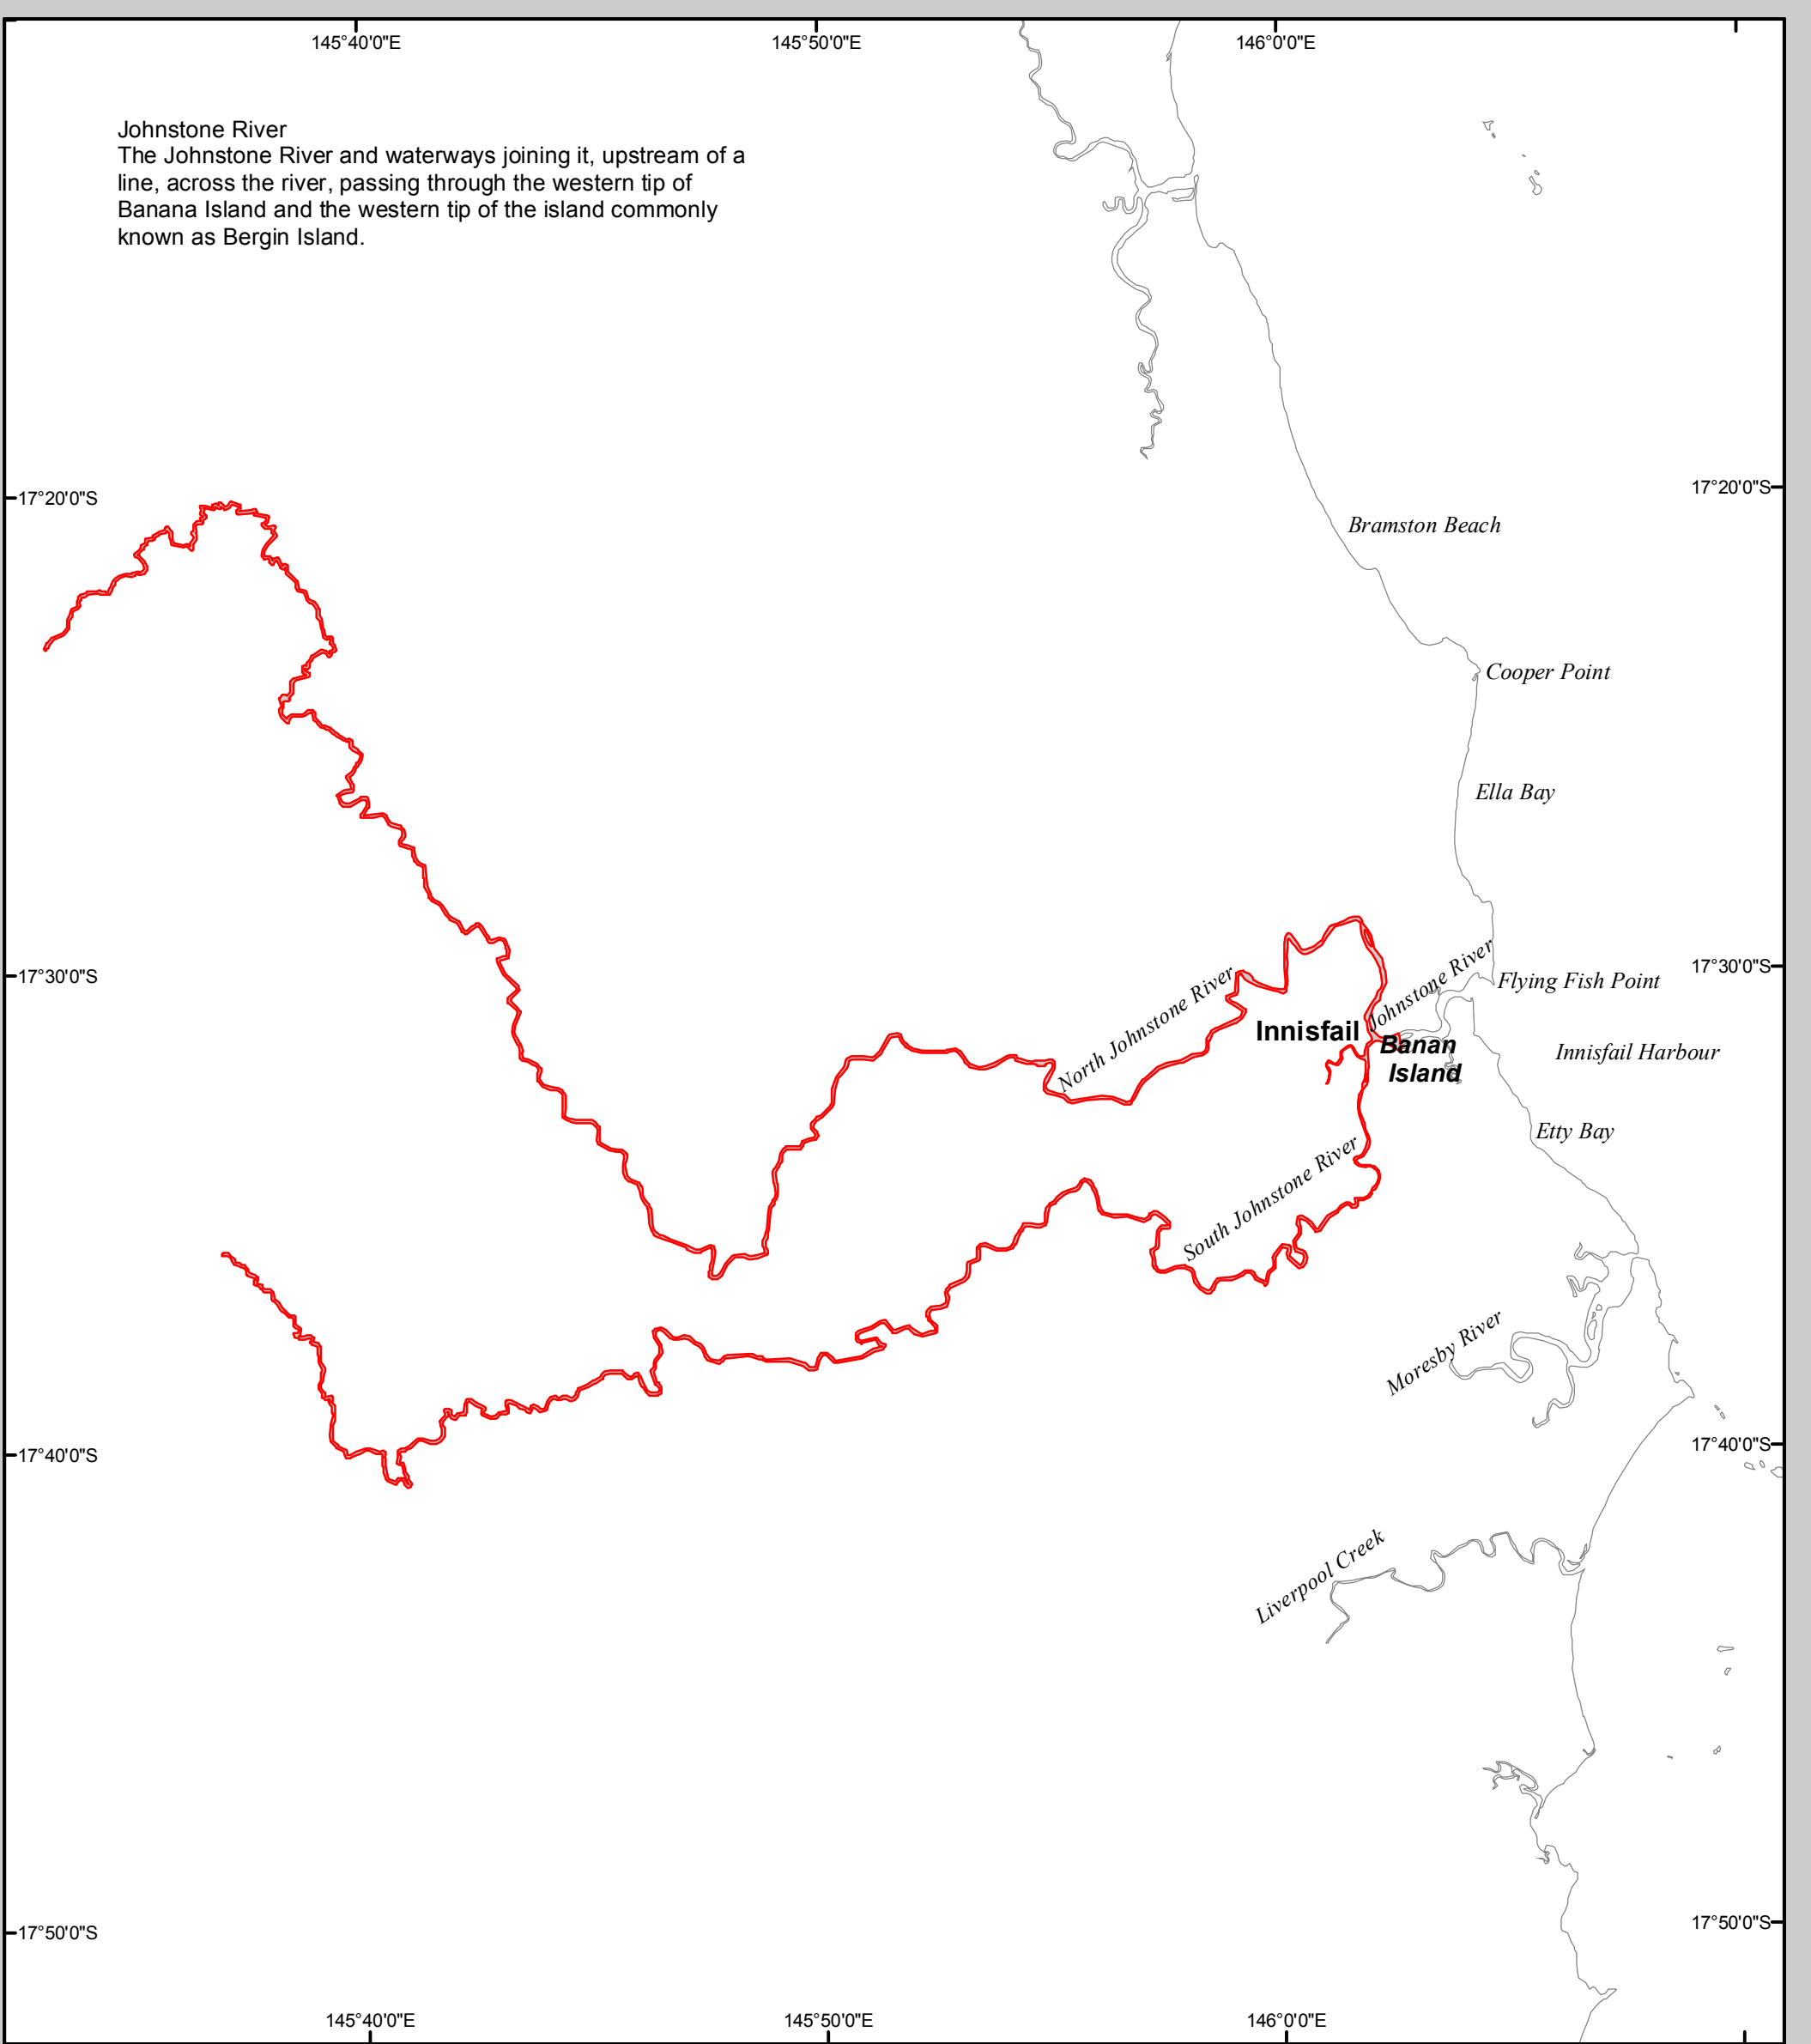 145°40'0"E 145°50'0"E 146°0'0"E
Johnstone River
The Johnstone River and waterways joining it, upstream of a
line, across the river, passing through the western tip of
Banana Island and the western tip of the island commonly
known as Bergin Island.
17°20'0"S 17°20'0"S
Bramston Beach
Cooper Point
Ella Bay
17°30'0"S 17°30'0"S
Johnstone River
Flying Fish Point
North Johnstone River
Innisfail
Banan
Island
Innisfail Harbour
Etty Bay
South Johnstone River
Moresby River
17°40'0"S 17°40'0"S
Liverpool Creek
17°50'0"S 17°50'0"S
145°40'0"E 145°50'0"E 146°0'0"E